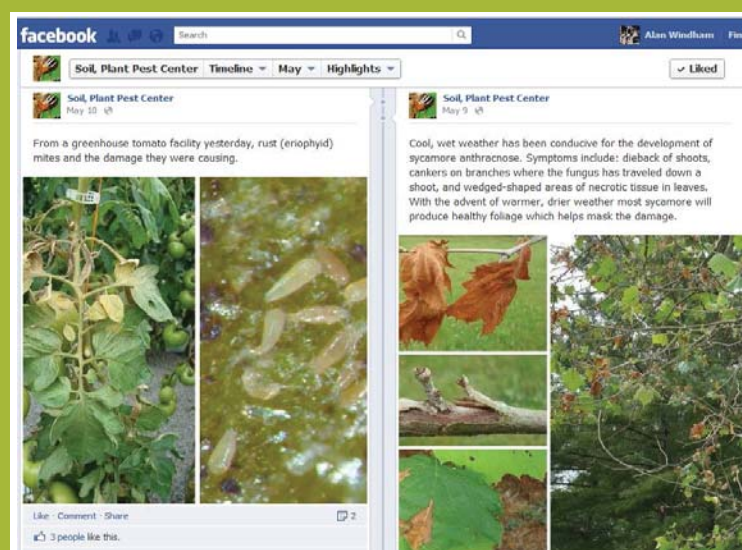 facebook
Search
Alan Windham
Soil, Plant Pest Center Timeline May Highlights
Liked
Soil, Plant Pest Center
May 10
From a greenhouse tomato facility yesterday, rust (eriophyid)
mites and the damage they were causing.
Like · Comment · Share
2
3 people like this.
Soil, Plant Pest Center
May 9
Cool, wet weather has been conducive for the development of
sycamore anthracnose. Symptoms include: dieback of shoots,
cankers on branches where the fungus has traveled down a
shoot, and wedged-shaped areas of necrotic tissue in leaves.
With the advent of warmer, drier weather most sycamore will
produce healthy foliage which helps mask the damage.